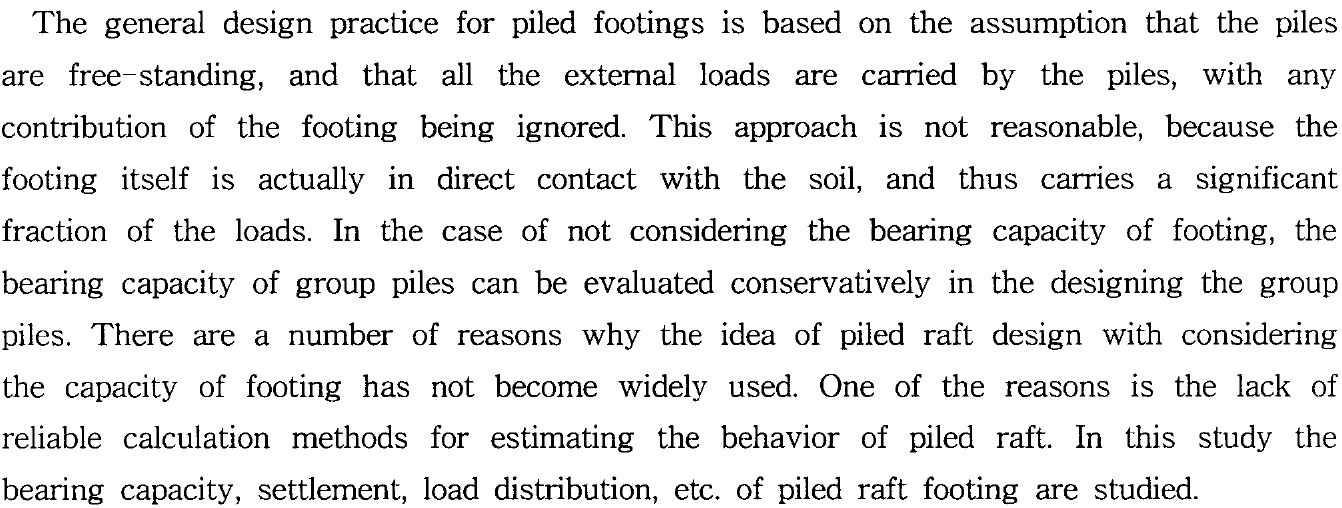 The general design practice for piled footings is based on the assumption that the piles
are free-standing, and that all the external loads are carried by the piles, with any
contribution of the footing being ignored. This approach is not reasonable, because the
footing itself is actually in direct contact with the soil, and thus carries a significant
fraction of the loads. In the case of not considering the bearing capacity of footing, the
bearing capacity of group piles can be evaluated conservatively in the designing the group
piles. There are a number of reasons why the idea of piled raft design with considering
the capacity of footing has not become widely used. One of the reasons is the lack of
reliable calculation methods for estimating the behavior of piled raft. In this study the
bearing capacity, settlement, load distribution, etc. of piled raft footing are studied.